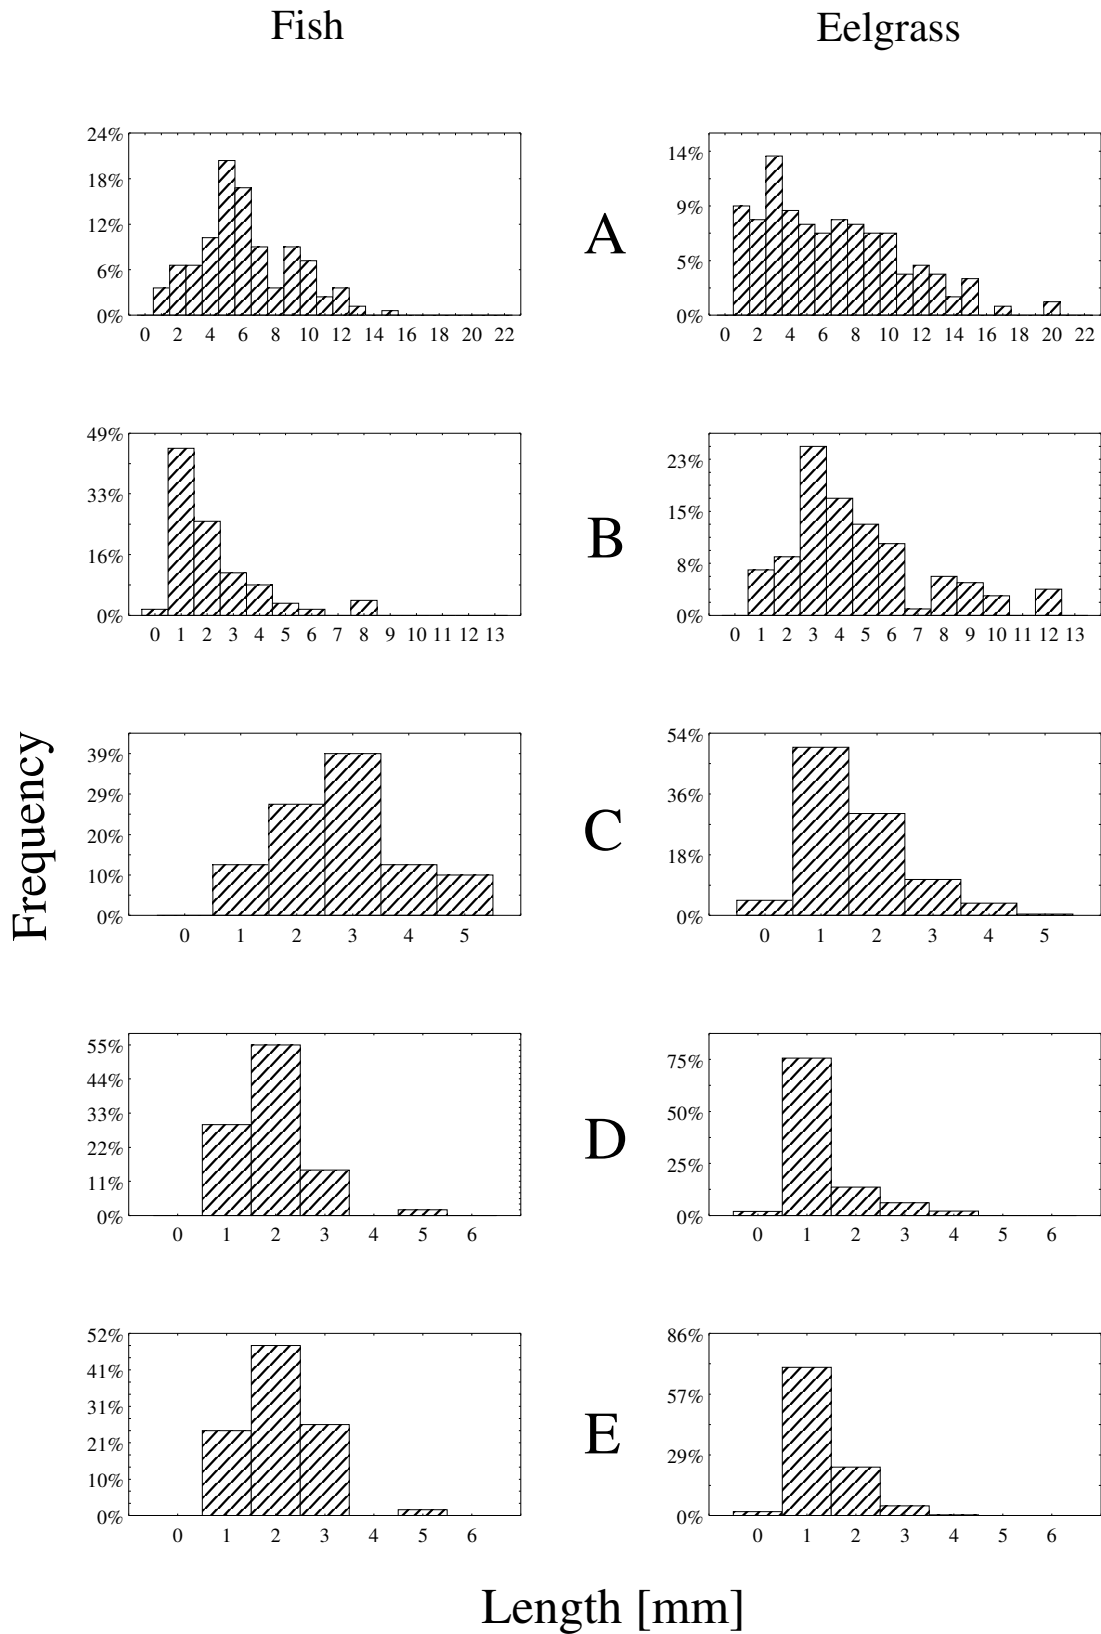 Fish Eelgrass
24%
18%
12%
6%
0%
0 2 4 6 8 10 12 14 16 18 20 22
A
14%
9%
5%
0%
0 2 4 6 8 10 12 14 16 18 20 22
49%
33%
16%
0%
0 1 2 3 4 5 6 7 8 9 10 11 12 13
B
23%
15%
8%
0%
0 1 2 3 4 5 6 7 8 9 10 11 12 13
Frequency
39%
29%
20%
10%
0%
0 1 2 3 4 5
C
54%
36%
18%
0%
0 1 2 3 4 5
55%
44%
33%
22%
11%
0%
0 1 2 3 4 5 6
D
75%
50%
25%
0%
0 1 2 3 4 5 6
52%
41%
31%
21%
10%
0%
0 1 2 3 4 5 6
E
86%
57%
29%
0%
0 1 2 3 4 5 6
Length [mm]